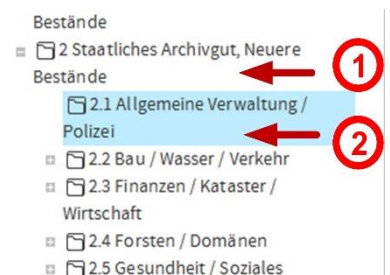 Bestände
2 Staatliches Archivgut, Neuere
Bestände
1
2.1 Allgemeine Verwaltung /
Polizei
2
2.2 Bau / Wasser / Verkehr
2.3 Finanzen / Kataster /
Wirtschaft
2.4 Forsten / Domänen
2.5 Gesundheit / Soziales